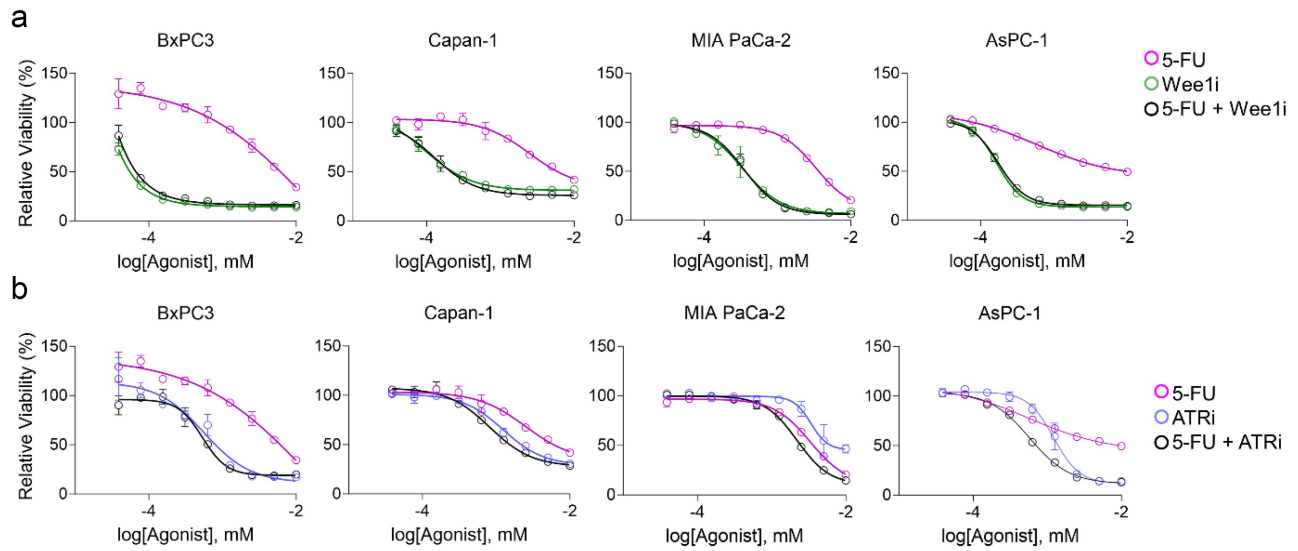 a
BxPC3
Capan-1
MIA PaCa-2
AsPC-1
Relative Viability (%)
150
100
50
0
-4
-2
log[Agonist], mM
150
100
50
0
-4
-2
log[Agonist], mM
150
100
50
0
-4
-2
log[Agonist], mM
150
100
50
0
-4
-2
log[Agonist], mM
5-FU
Wee1i
5-FU + Wee1i
b
BxPC3
Capan-1
MIA PaCa-2
AsPC-1
Relative Viability (%)
150
100
50
0
-4
-2
log[Agonist], mM
150
100
50
0
-4
-2
log[Agonist], mM
150
100
50
0
-4
-2
log[Agonist], mM
150
100
50
0
-4
-2
log[Agonist], mM
5-FU
ATRi
5-FU + ATRi